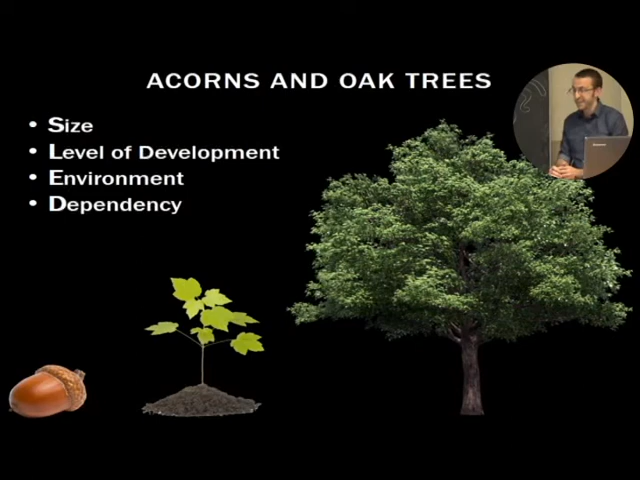 ACORNS AND OAK TREES
• Size
• Level of Development
• Environment
• Dependency